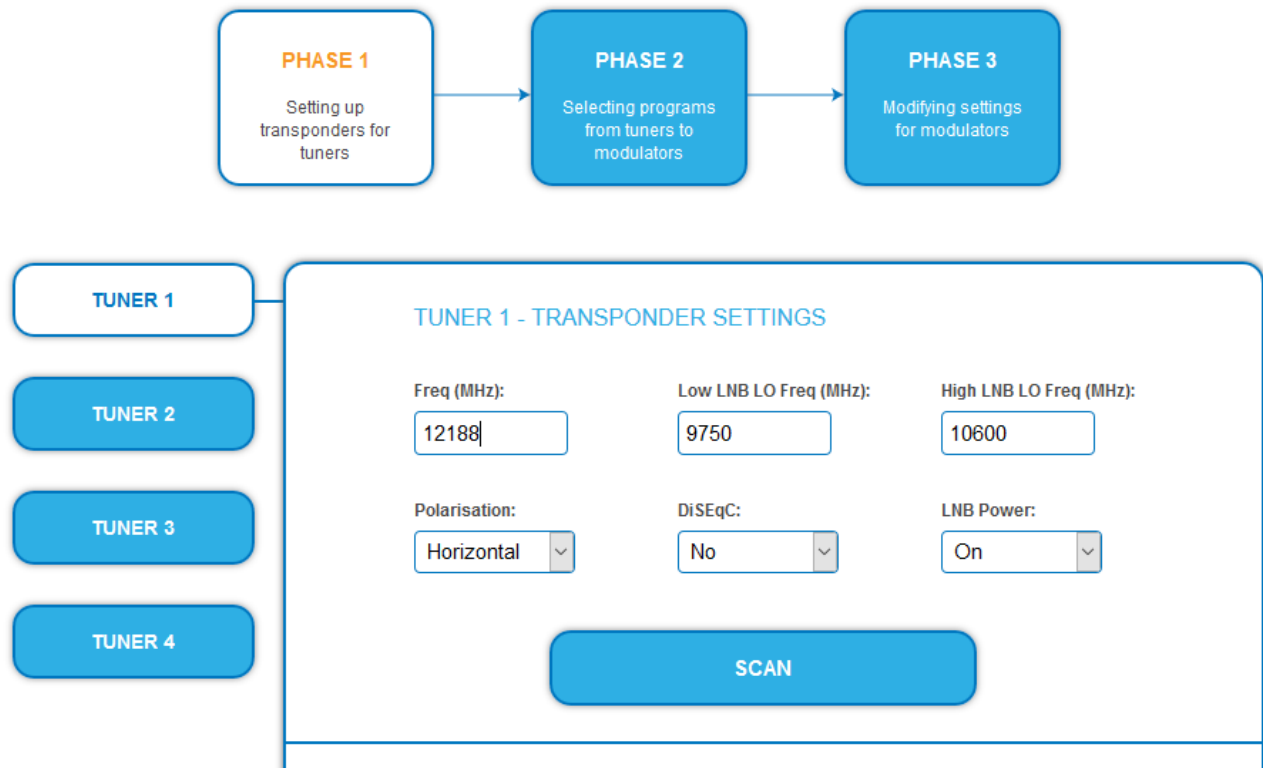 PHASE 1
Setting up
transponders for
tuners
PHASE 2
Selecting programs
from tuners to
modulators
PHASE 3
Modifying settings
for modulators
TUNER 1
TUNER 2
TUNER 3
TUNER 4
TUNER 1 - TRANSPONDER SETTINGS
Freq (MHz): Low LNB LO Freq (MHz): High LNB LO Freq (MHz):
12188 9750 10600
Polarisation: DiSEqC: LNB Power:
Horizontal No On
SCAN